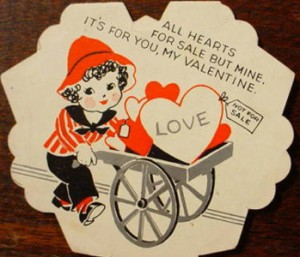 ALL HEARTS
FOR SALE BUT MINE.
IT'S FOR YOU, MY VALENTINE.
LOVE
NOT FOR
SALE